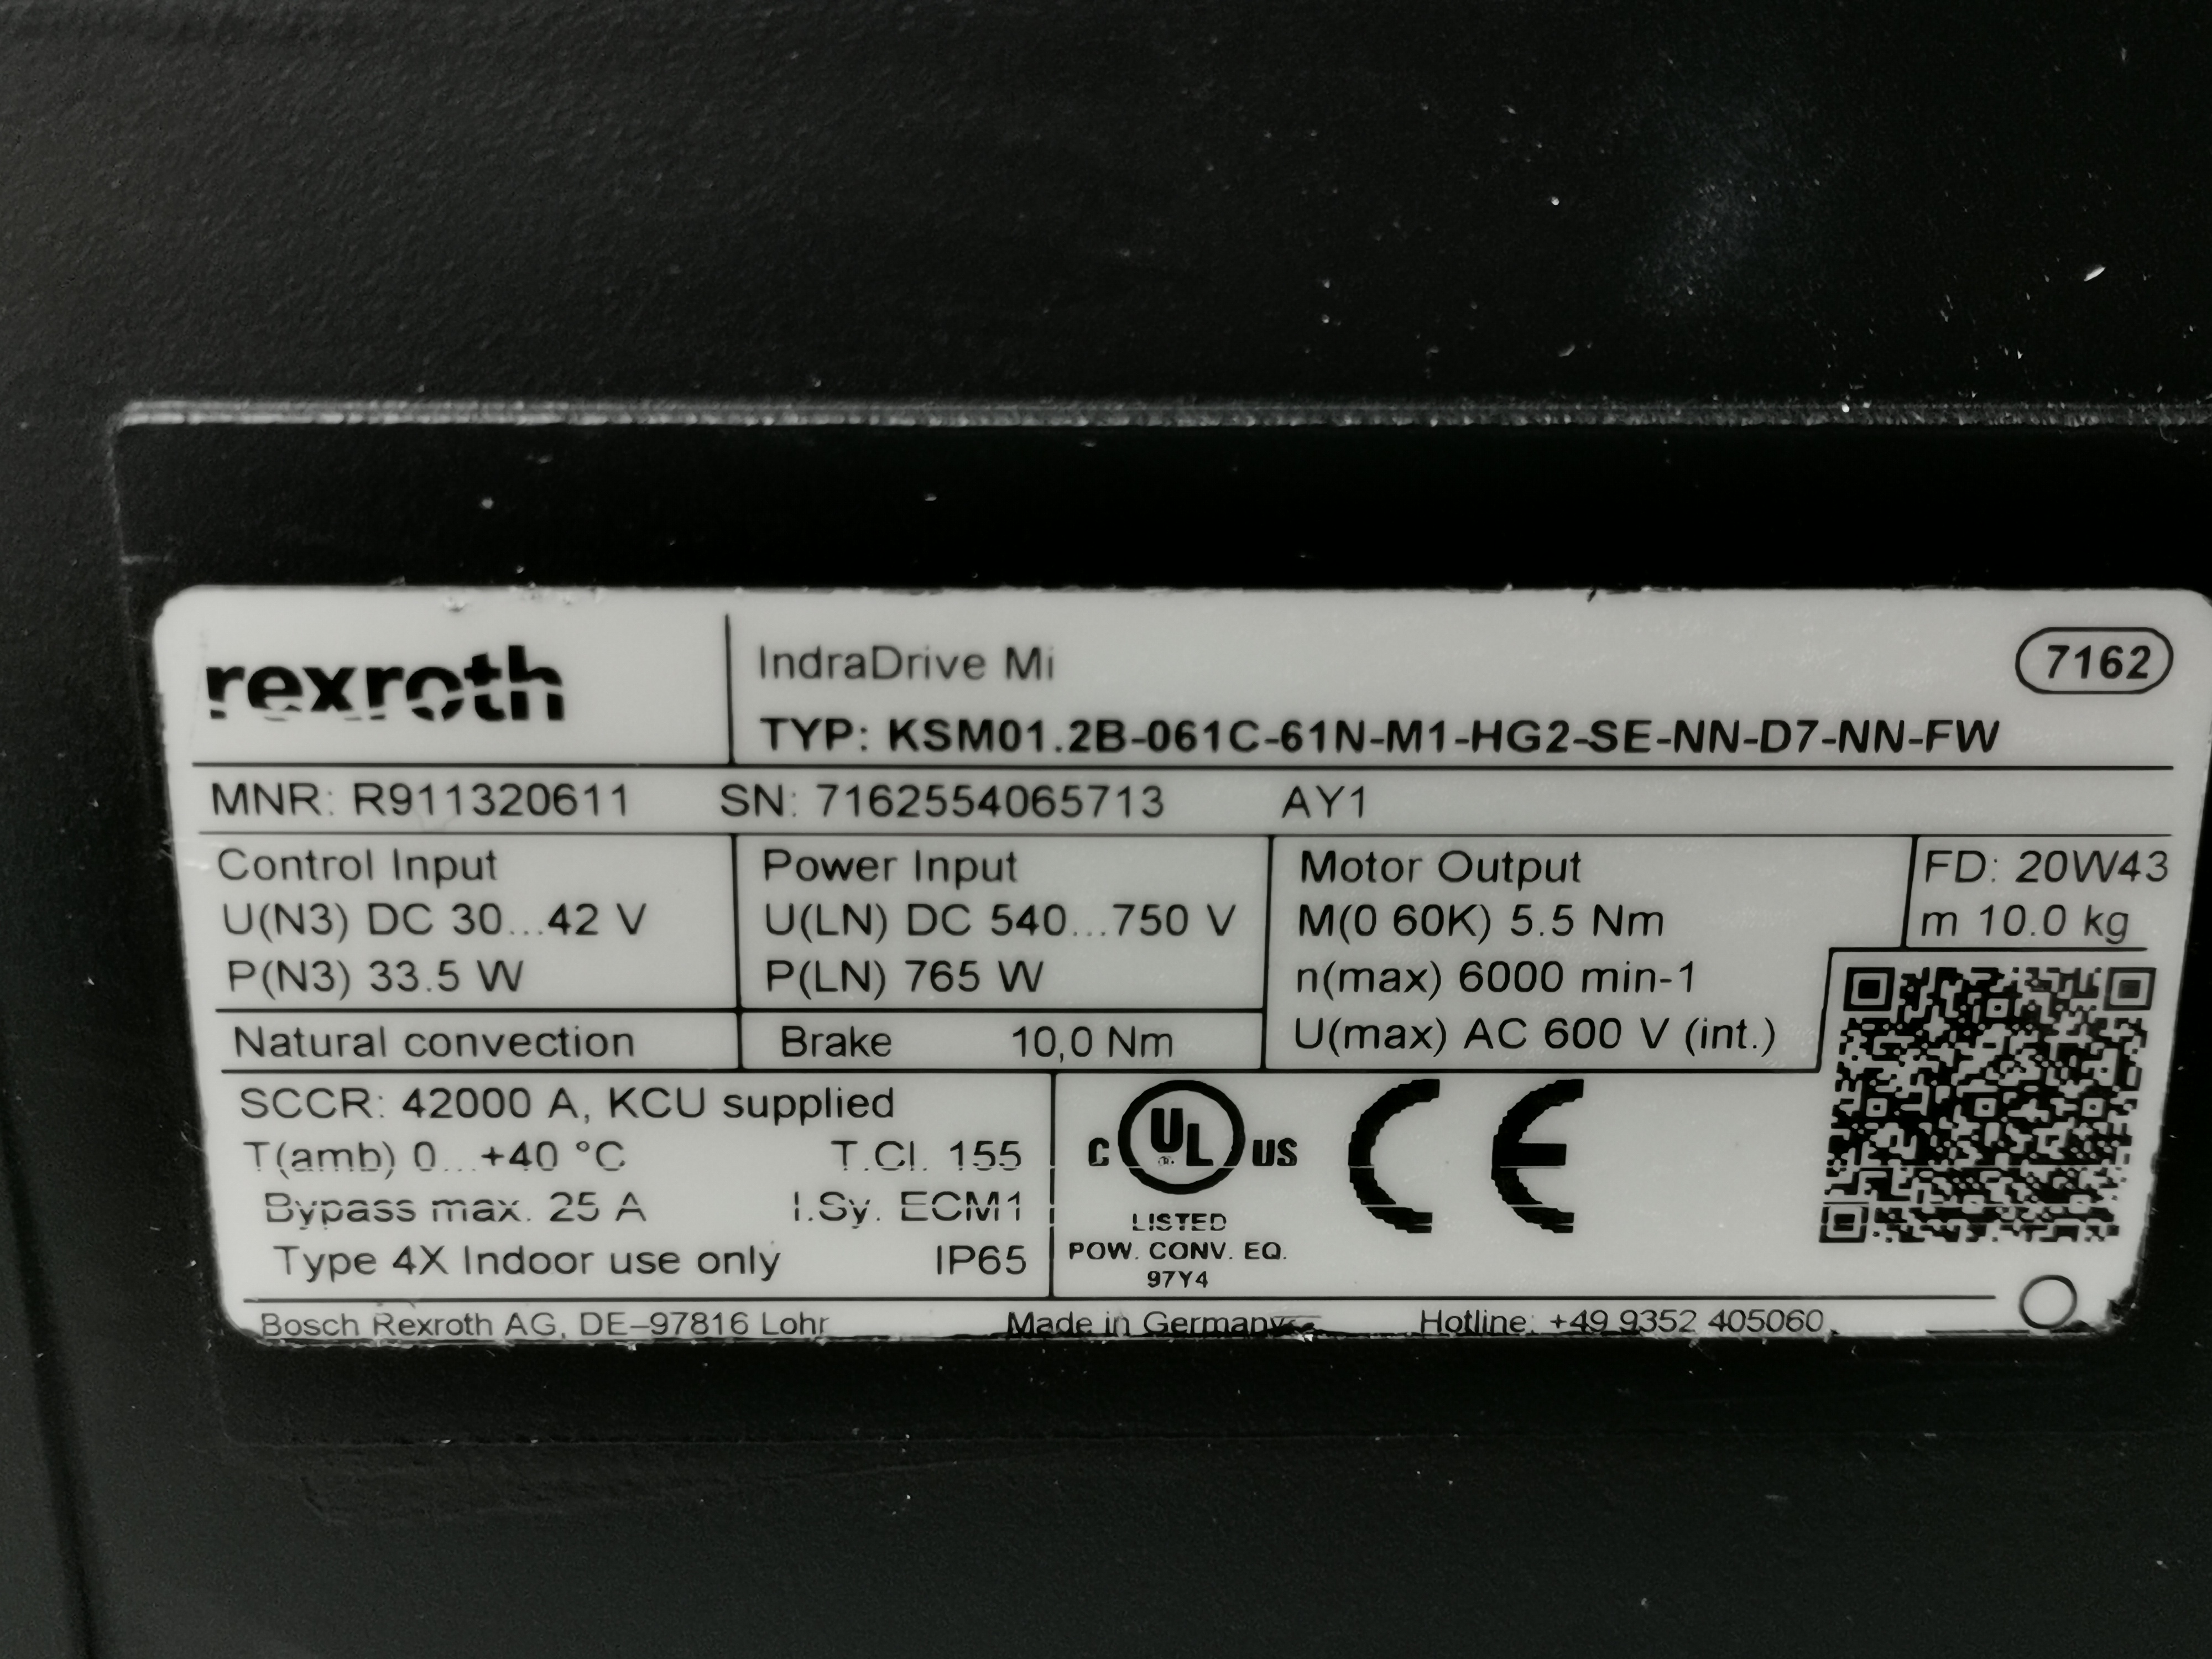 rexroth
IndraDrive Mi
7162
TYP: KSM01.2B-061C-61N-M1-HG2-SE-NN-D7-NN-FW
MNR: R911320611 SN: 7162554065713 AY1
Control Input
U(N3) DC 30...42 V
P(N3) 33.5 W
Power Input
U(LN) DC 540...750 V
P(LN) 765 W
Motor Output
M(0 60K) 5.5 Nm
n(max) 6000 min-1
U(max) AC 600 V (int.)
FD: 20W43
m 10.0 kg
Natural convection
Brake 10,0 Nm
SCCR: 42000 A, KCU supplied
T(amb) 0...+40 °C T.Cl. 155
Bypass max. 25 A I.Sy. ECM1
Type 4X Indoor use only IP65
C UL US
LISTED
POW. CONV. EQ.
97Y4
CE
Bosch Rexroth AG, DE-97816 Lohr Made in Germany Hotline: +49 9352 405060